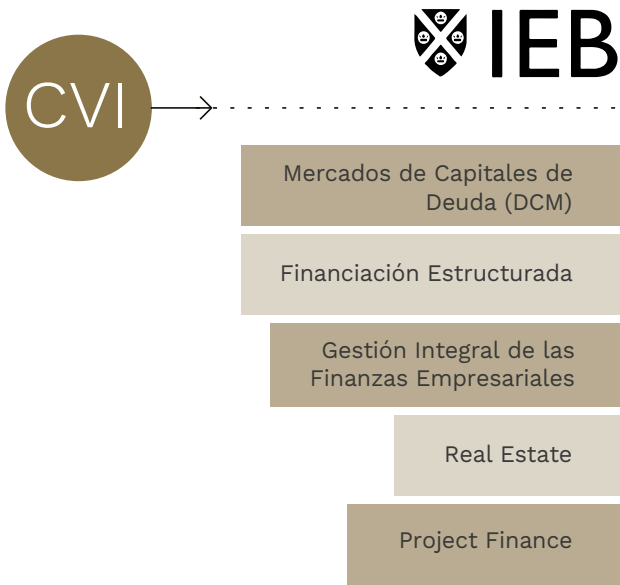 IEB
CVI
Mercados de Capitales de
Deuda (DCM)
Financiación Estructurada
Gestión Integral de las
Finanzas Empresariales
Real Estate
Project Finance